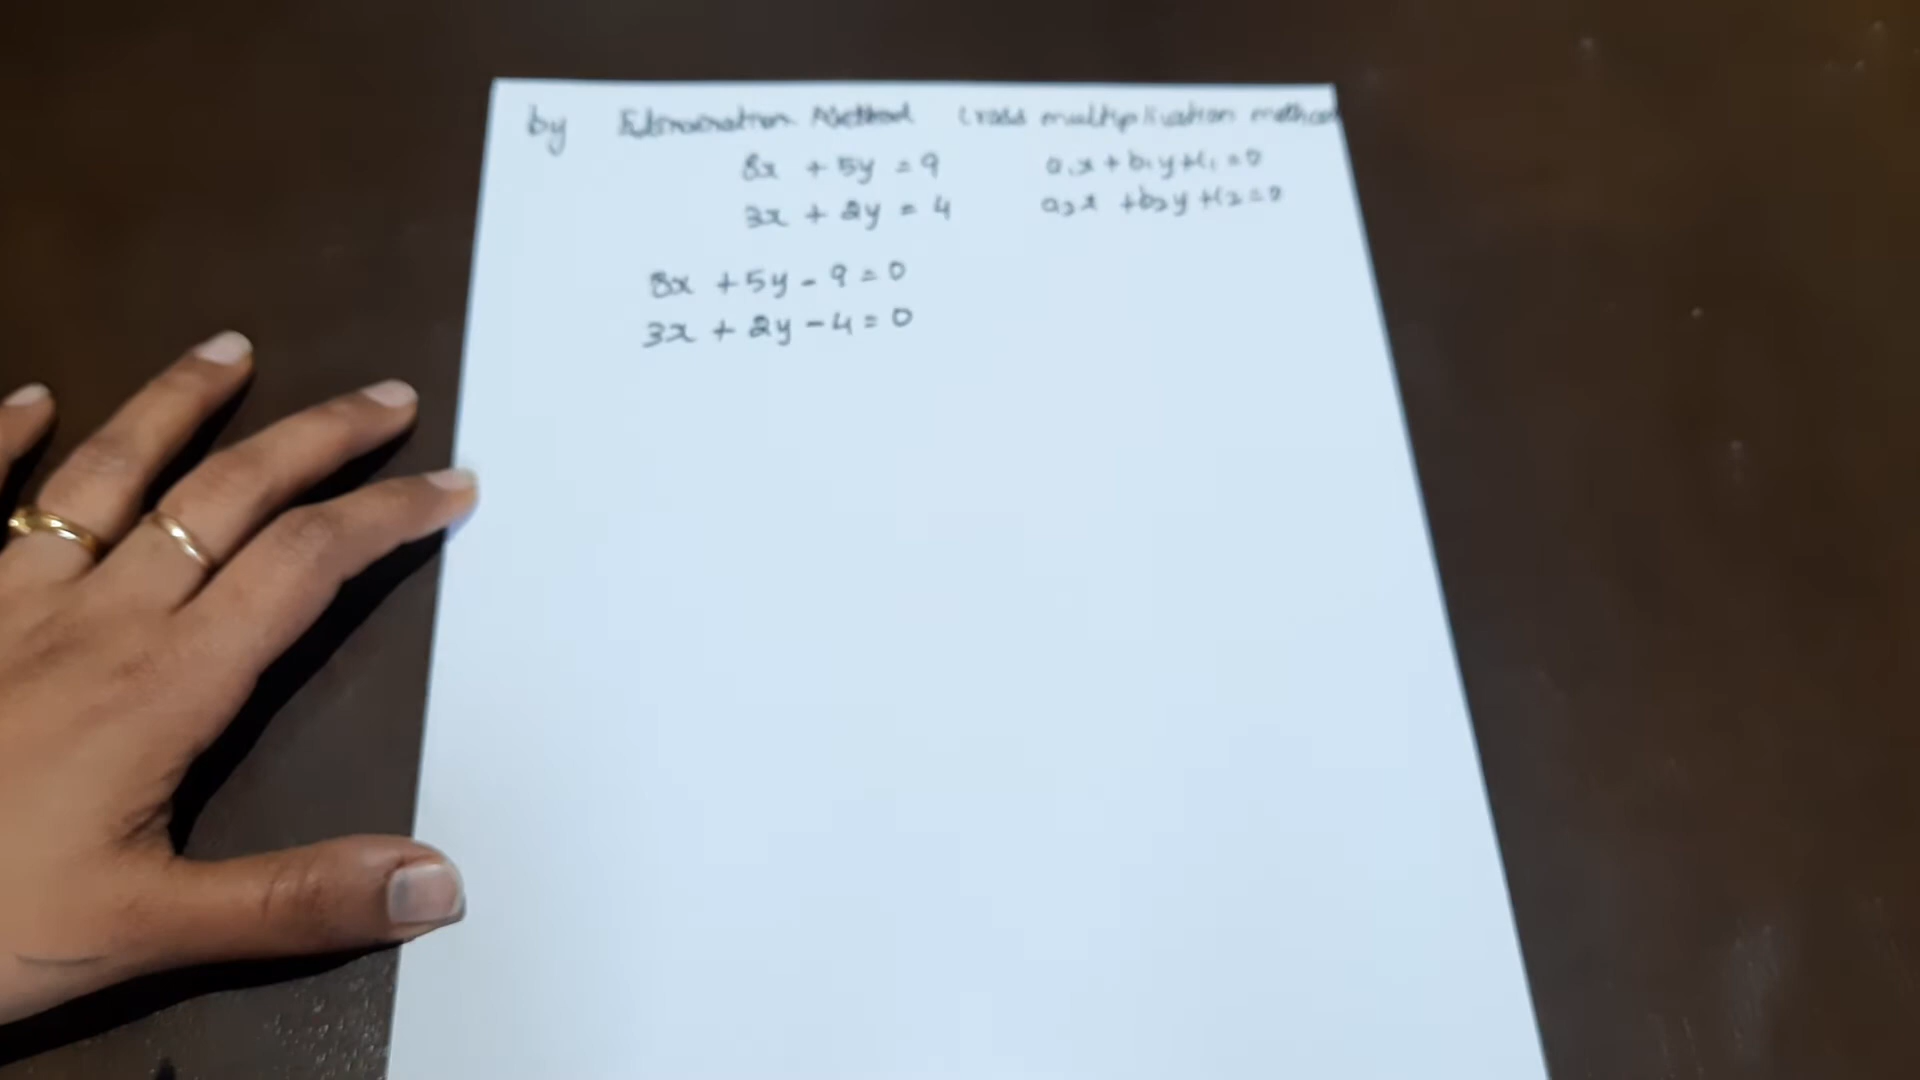 by Elimination Method Cross multiplication method
8x + 5y = 9 a₁x + b₁y + c₁ = 0
3x + 2y = 4 a₂x + b₂y + c₂ = 0
8x + 5y - 9 = 0
3x + 2y - 4 = 0